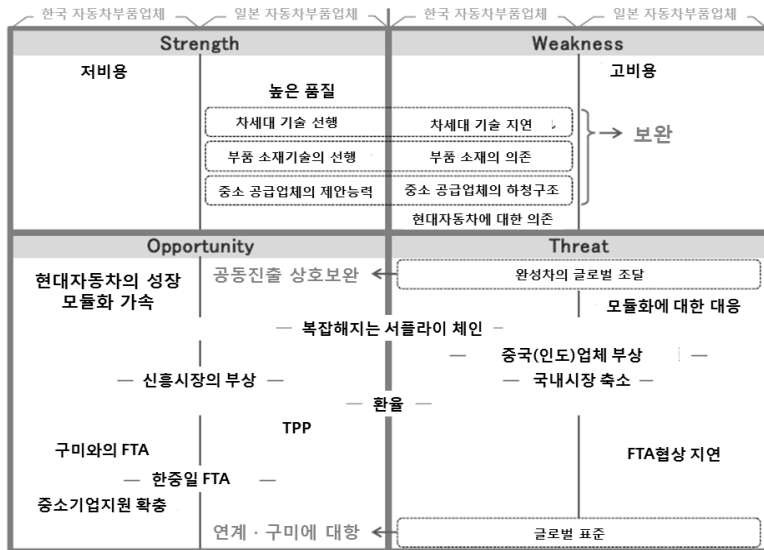 한국 자동차부품업체 일본 자동차부품업체 한국 자동차부품업체 일본 자동차부품업체
Strength Weakness
저비용 고비용
높은 품질
차세대 기술 선행 차세대 기술 지연
보완
부품 소재기술의 선행 부품 소재의 의존
중소 공급업체의 제안능력 중소 공급업체의 하청구조
현대자동차에 대한 의존
Opportunity Threat
현대자동차의 성장
모듈화 가속
공동진출 상호보완 완성차의 글로벌 조달
모듈화에 대한 대응
복잡해지는 서플라이 체인
중국(인도)업체 부상
신흥시장의 부상 국내시장 축소
환율
TPP
구미와의 FTA FTA협상 지연
한중일 FTA
중소기업지원 확충
연계 · 구미에 대항 글로벌 표준